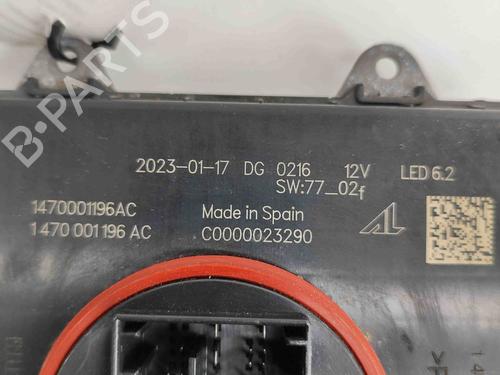 B-PARTS
2023-01-17 DG 0216 12V LED 6.2
SW:77_02f
1470001196AC Made in Spain
1 470 001 196 AC C0000023290
AL